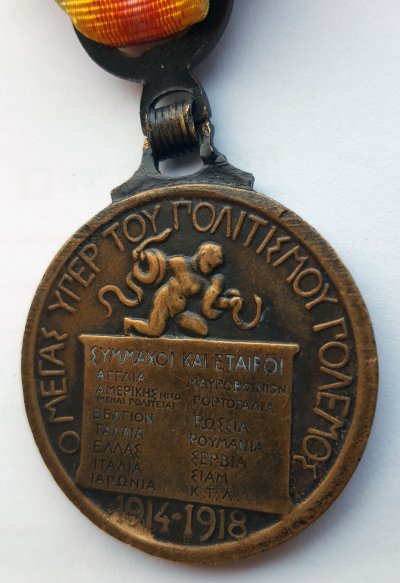 Ο ΜΕΓΑΣ ΥΠΕΡ ΤΟΥ ΠΟΛΙΤΙΣΜΟΥ ΠΟΛΕΜΟΣ
ΣΥΜΜΑΧΟΙ ΚΑΙ ΕΤΑΙΡΟΙ
ΑΓΓΛΙΑ
ΑΜΕΡΙΚΗΣ ΗΝΩ
ΜΕΝΑΙ ΠΟΛΙΤΕΙΑΙ
ΒΕΛΓΙΟΝ
ΓΑΛΛΙΑ
ΕΛΛΑΣ
ΙΤΑΛΙΑ
ΙΑΠΩΝΙΑ
ΜΑΥΡΟΒΟΥΝΙΟΝ
ΠΟΡΤΟΓΑΛΙΑ
ΡΩΣΣΙΑ
ΡΟΥΜΑΝΙΑ
ΣΕΡΒΙΑ
ΣΙΑΜ
Κ.Τ.Λ.
1914·1918